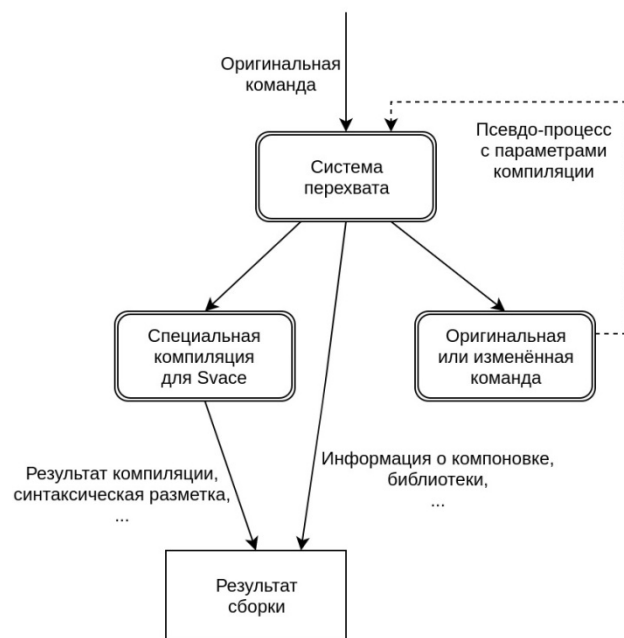 Оригинальная
команда
Псевдо-процесс
с параметрами
компиляции
Система
перехвата
Специальная
компиляция
для Svace
Оригинальная
или изменённая
команда
Результат компиляции,
синтаксическая разметка,
...
Информация о компоновке,
библиотеки,
...
Результат
сборки